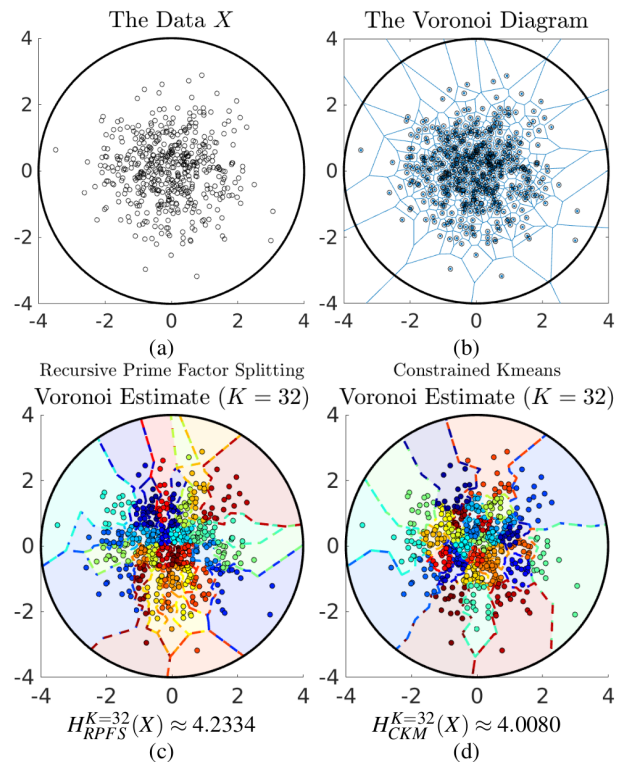 The Data X
4
2
0
-2
-4
-4 -2 0 2 4
(a)
The Voronoi Diagram
4
2
0
-2
-4
-4 -2 0 2 4
(b)
Recursive Prime Factor Splitting
Voronoi Estimate (K = 32)
4
2
0
-2
-4
-4 -2 0 2 4
H_{RPFS}^{K=32}(X) ≈ 4.2334
(c)
Constrained Kmeans
Voronoi Estimate (K = 32)
4
2
0
-2
-4
-4 -2 0 2 4
H_{CKM}^{K=32}(X) ≈ 4.0080
(d)